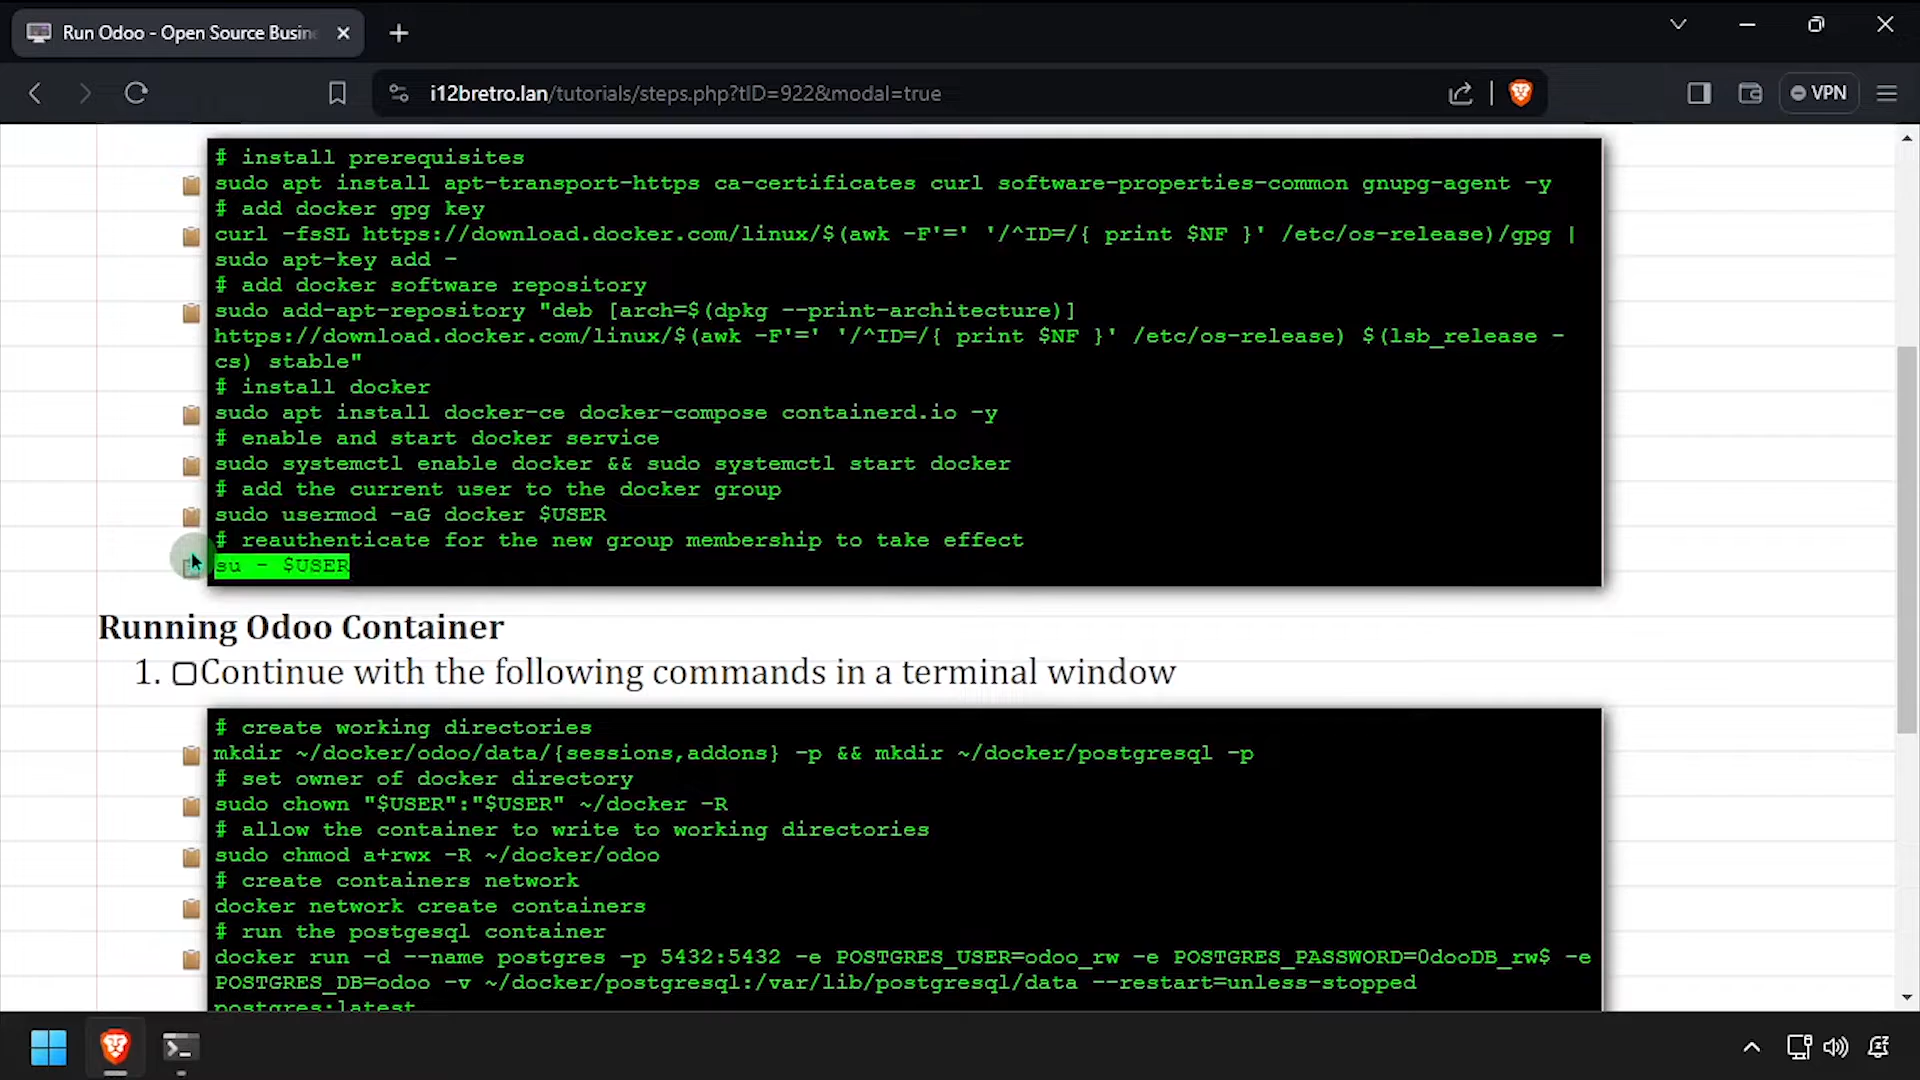 Run Odoo - Open Source Busin
i12bretro.lan/tutorials/steps.php?tID=922&modal=true
VPN
# install prerequisites
sudo apt install apt-transport-https ca-certificates curl software-properties-common gnupg-agent -y
# add docker gpg key
curl -fsSL https://download.docker.com/linux/$(awk -F'=' '/^ID=/{ print $NF }' /etc/os-release)/gpg |
sudo apt-key add -
# add docker software repository
sudo add-apt-repository "deb [arch=$(dpkg --print-architecture)]
https://download.docker.com/linux/$(awk -F'=' '/^ID=/{ print $NF }' /etc/os-release) $(lsb_release -
cs) stable"
# install docker
sudo apt install docker-ce docker-compose containerd.io -y
# enable and start docker service
sudo systemctl enable docker && sudo systemctl start docker
# add the current user to the docker group
sudo usermod -aG docker $USER
# reauthenticate for the new group membership to take effect
su - $USER
Running Odoo Container
1. Continue with the following commands in a terminal window
# create working directories
mkdir ~/docker/odoo/data/{sessions,addons} -p && mkdir ~/docker/postgresql -p
# set owner of docker directory
sudo chown "$USER":"$USER" ~/docker -R
# allow the container to write to working directories
sudo chmod a+rwx -R ~/docker/odoo
# create containers network
docker network create containers
# run the postgesql container
docker run -d --name postgres -p 5432:5432 -e POSTGRES_USER=odoo_rw -e POSTGRES_PASSWORD=0dooDB_rw$ -e
POSTGRES_DB=odoo -v ~/docker/postgresql:/var/lib/postgresql/data --restart=unless-stopped
postgres:latest